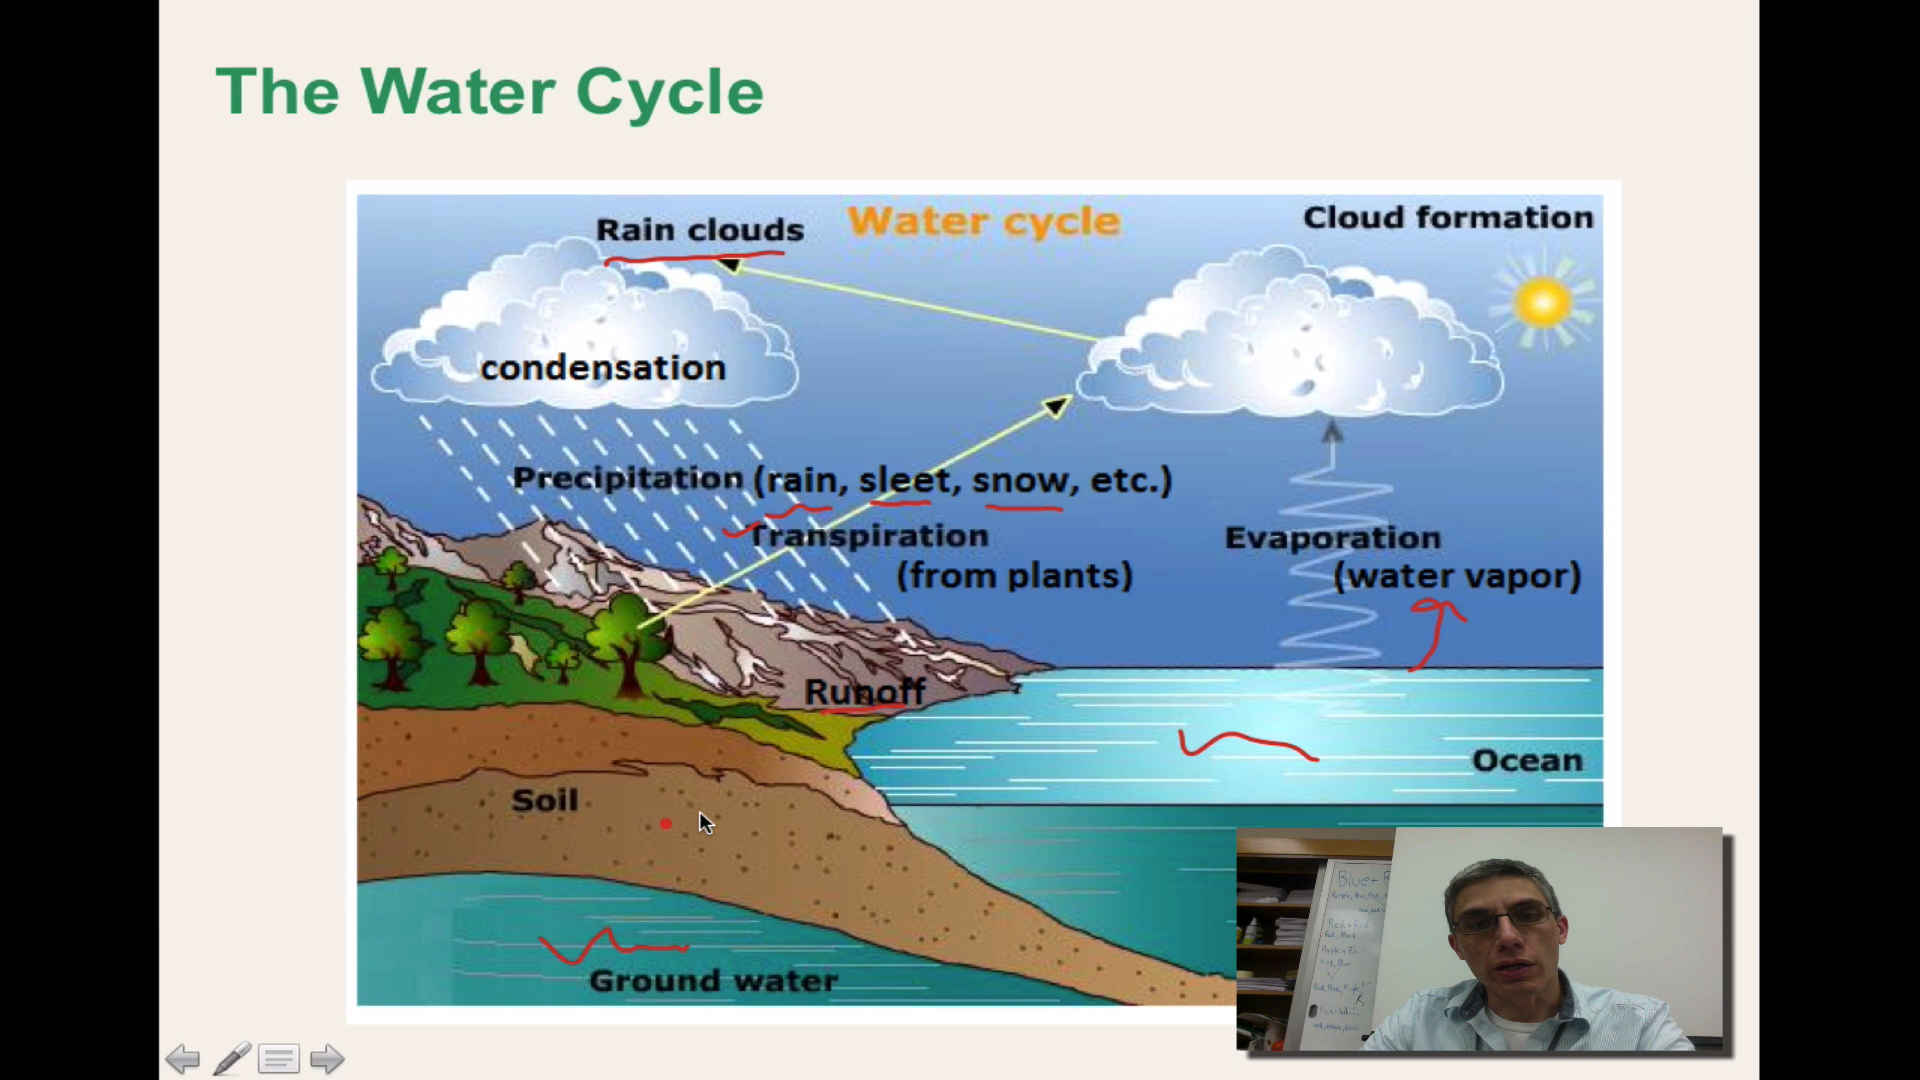 The Water Cycle
Rain clouds
Water cycle
Cloud formation
condensation
Precipitation (rain, sleet, snow, etc.)
Transpiration
(from plants)
Evaporation
(water vapor)
Runoff
Ocean
Soil
Ground water
Blue+ R